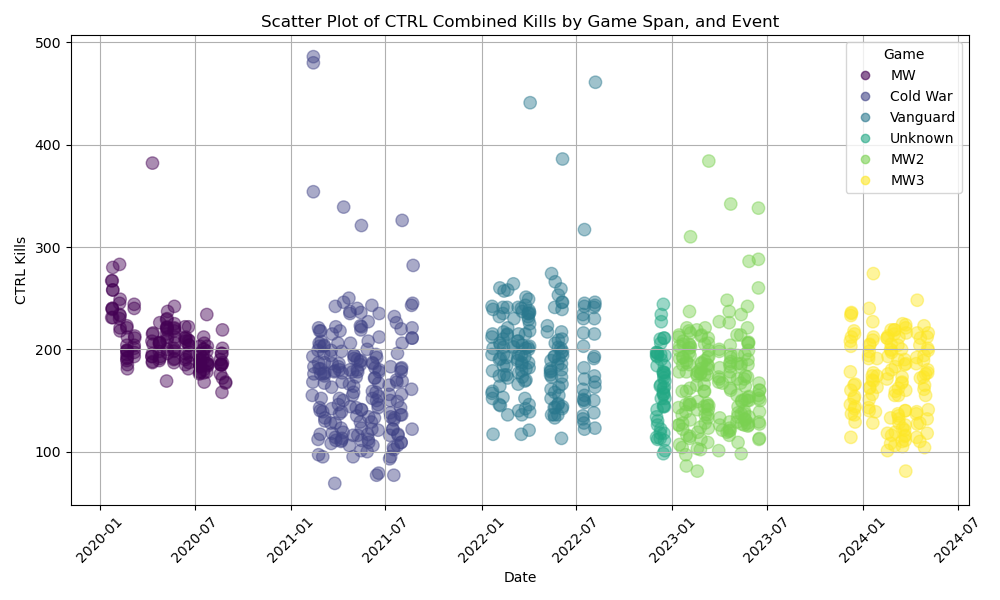 Scatter Plot of CTRL Combined Kills by Game Span, and Event
500
400
300
200
100
CTRL Kills
Game
MW
Cold War
Vanguard
Unknown
MW2
MW3
2020-01
2020-07
2021-01
2021-07
2022-01
2022-07
2023-01
2023-07
2024-01
2024-07
Date